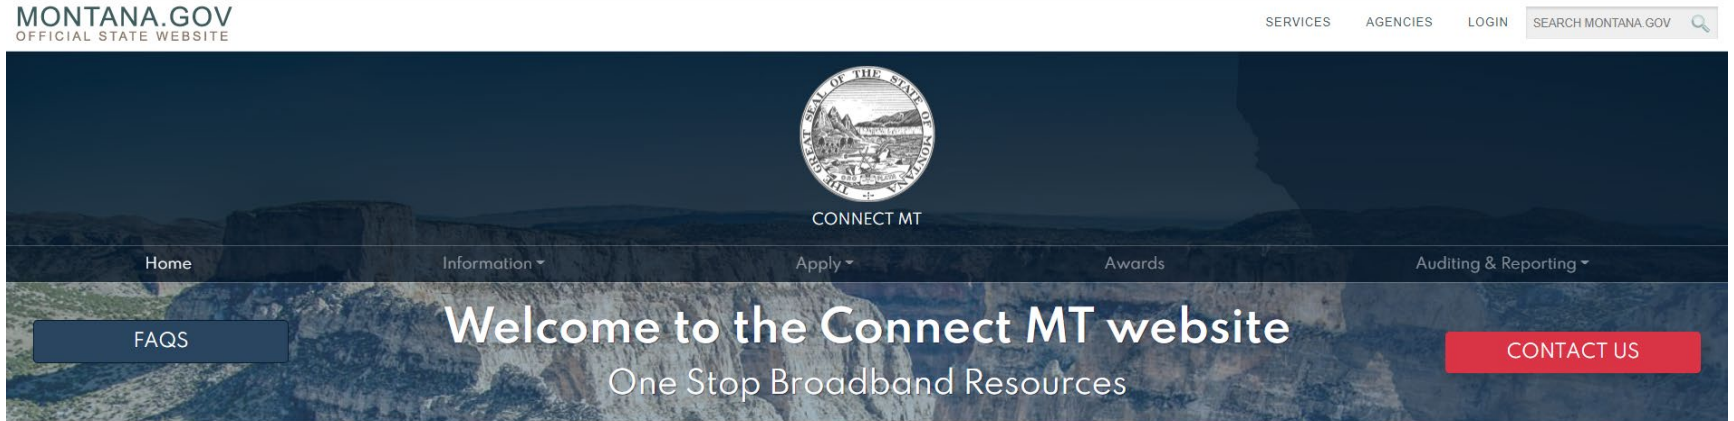 MONTANA.GOV
OFFICIAL STATE WEBSITE
SERVICES AGENCIES LOGIN SEARCH MONTANA.GOV
THE GREAT SEAL OF THE STATE OF MONTANA
ORO Y PLATA
CONNECT MT
Home Information Apply Awards Auditing & Reporting
FAQS
Welcome to the Connect MT website
One Stop Broadband Resources
CONTACT US